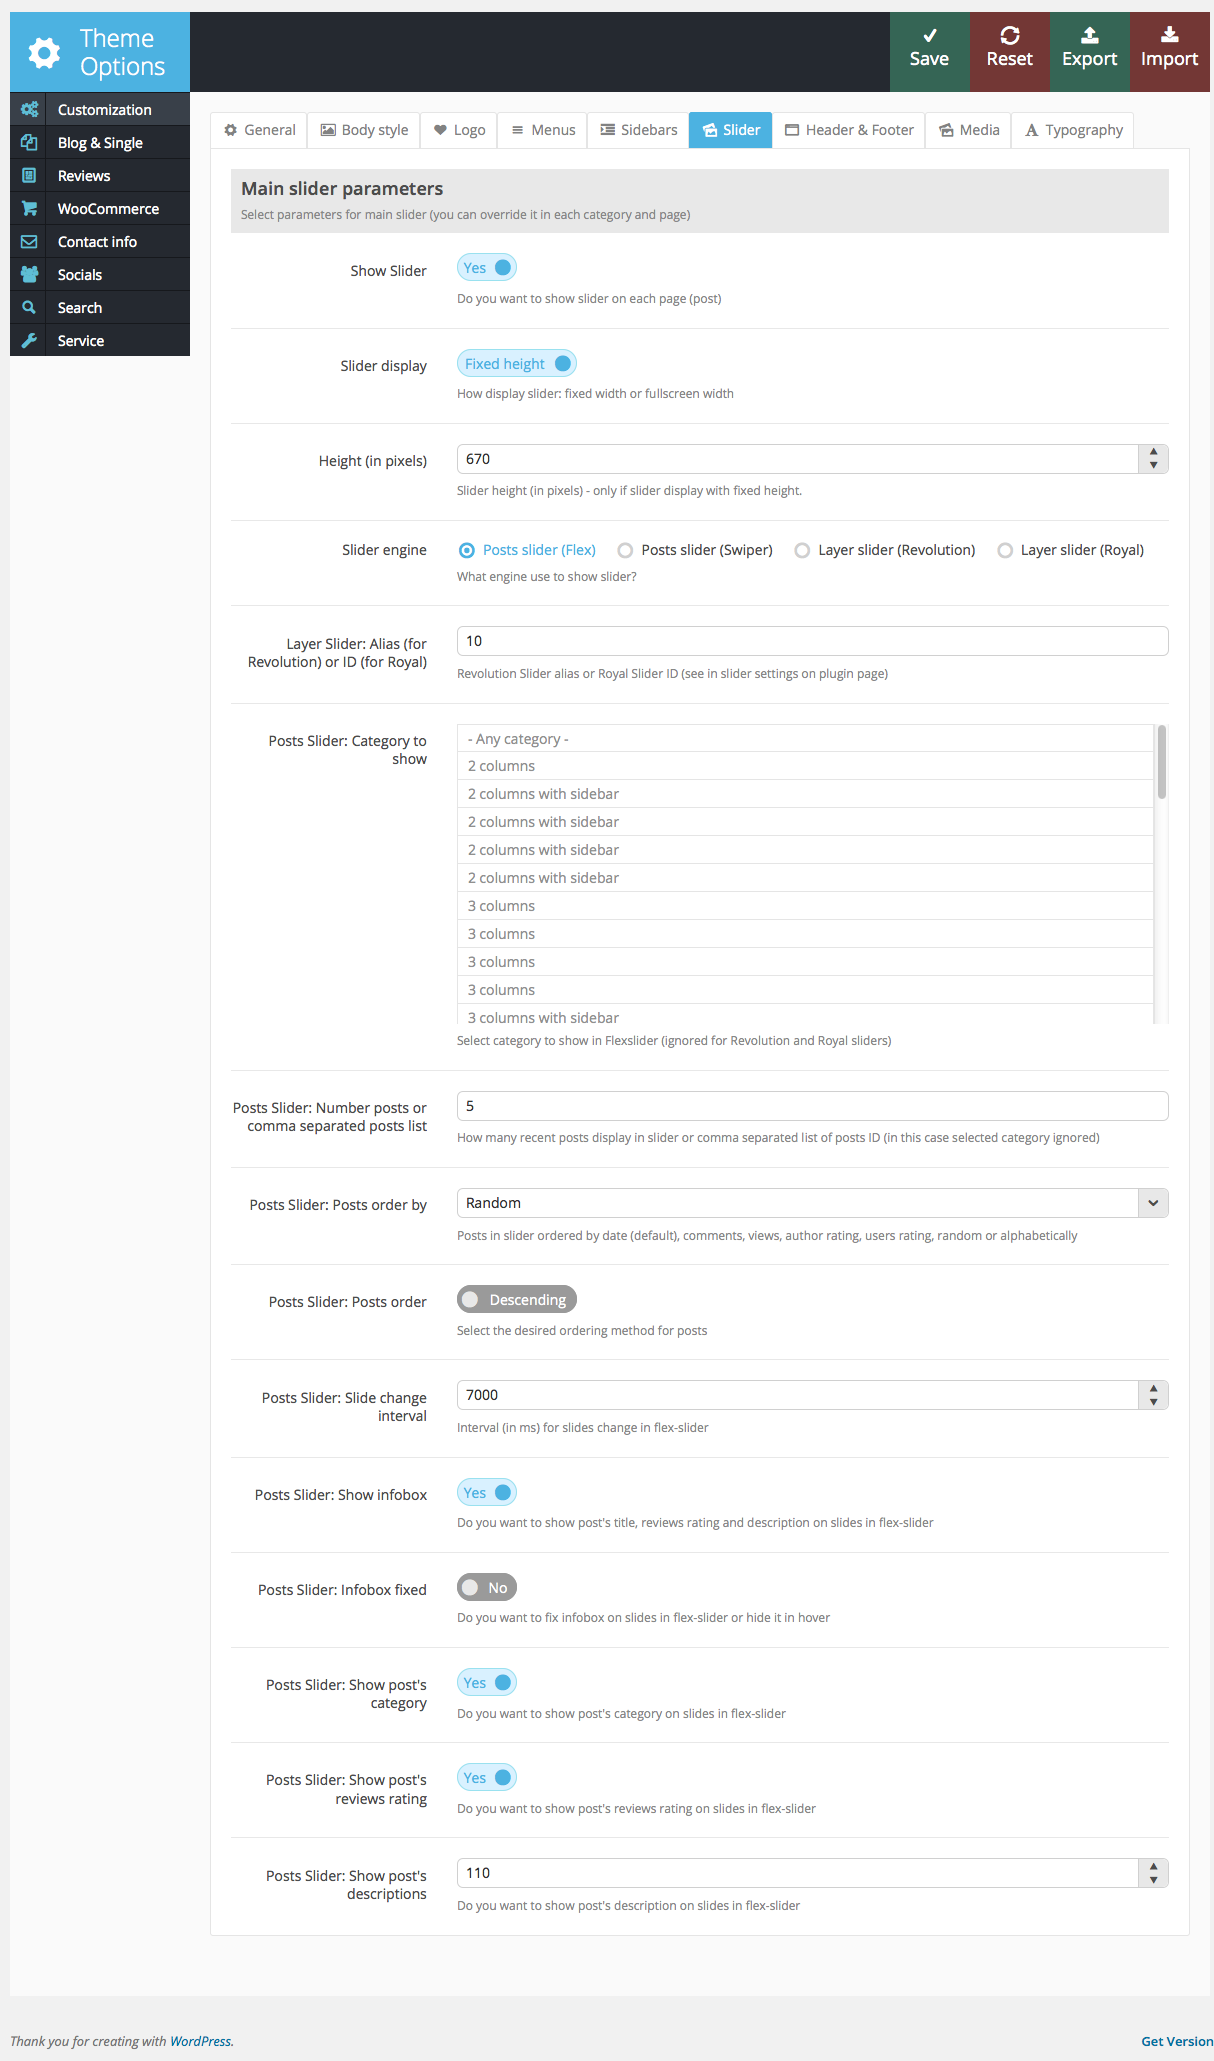 Theme
Options
Save
Reset
Export
Import
Customization
Blog & Single
Reviews
WooCommerce
Contact info
Socials
Search
Service
General
Body style
Logo
Menus
Sidebars
Slider
Header & Footer
Media
Typography
Main slider parameters
Select parameters for main slider (you can override it in each category and page)
Show Slider
Yes
Do you want to show slider on each page (post)
Slider display
Fixed height
How display slider: fixed width or fullscreen width
Height (in pixels)
670
Slider height (in pixels) - only if slider display with fixed height.
Slider engine
Posts slider (Flex)
Posts slider (Swiper)
Layer slider (Revolution)
Layer slider (Royal)
What engine use to show slider?
Layer Slider: Alias (for
Revolution) or ID (for Royal)
10
Revolution Slider alias or Royal Slider ID (see in slider settings on plugin page)
Posts Slider: Category to
show
- Any category -
2 columns
2 columns with sidebar
2 columns with sidebar
2 columns with sidebar
2 columns with sidebar
3 columns
3 columns
3 columns
3 columns
3 columns with sidebar
Select category to show in Flexslider (ignored for Revolution and Royal sliders)
Posts Slider: Number posts or
comma separated posts list
5
How many recent posts display in slider or comma separated list of posts ID (in this case selected category ignored)
Posts Slider: Posts order by
Random
Posts in slider ordered by date (default), comments, views, author rating, users rating, random or alphabetically
Posts Slider: Posts order
Descending
Select the desired ordering method for posts
Posts Slider: Slide change
interval
7000
Interval (in ms) for slides change in flex-slider
Posts Slider: Show infobox
Yes
Do you want to show post's title, reviews rating and description on slides in flex-slider
Posts Slider: Infobox fixed
No
Do you want to fix infobox on slides in flex-slider or hide it in hover
Posts Slider: Show post's
category
Yes
Do you want to show post's category on slides in flex-slider
Posts Slider: Show post's
reviews rating
Yes
Do you want to show post's reviews rating on slides in flex-slider
Posts Slider: Show post's
descriptions
110
Do you want to show post's description on slides in flex-slider
Thank you for creating with WordPress.
Get Version